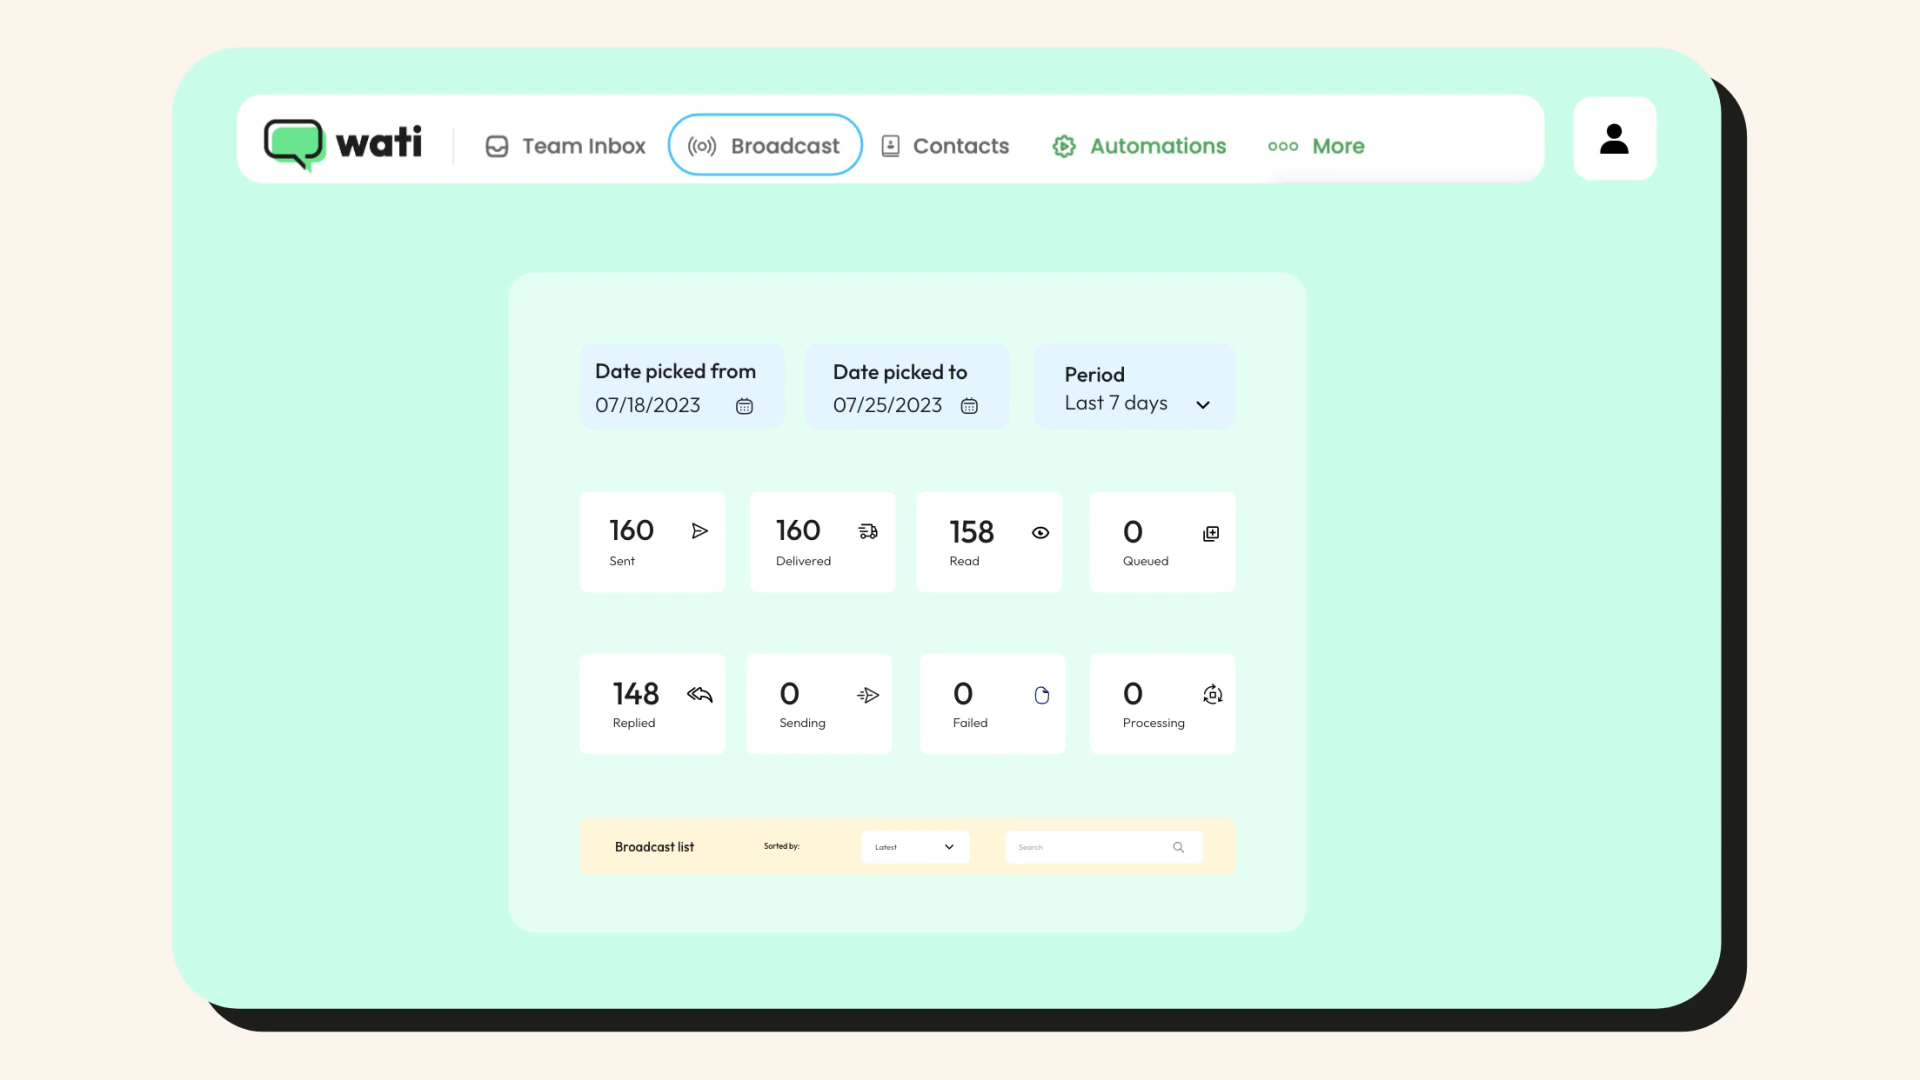 wati
Team Inbox
Broadcast
Contacts
Automations
More
Date picked from
07/18/2023
Date picked to
07/25/2023
Period
Last 7 days
160
Sent
160
Delivered
158
Read
0
Queued
148
Replied
0
Sending
0
Failed
0
Processing
Broadcast list
Sorted by:
Latest
Search